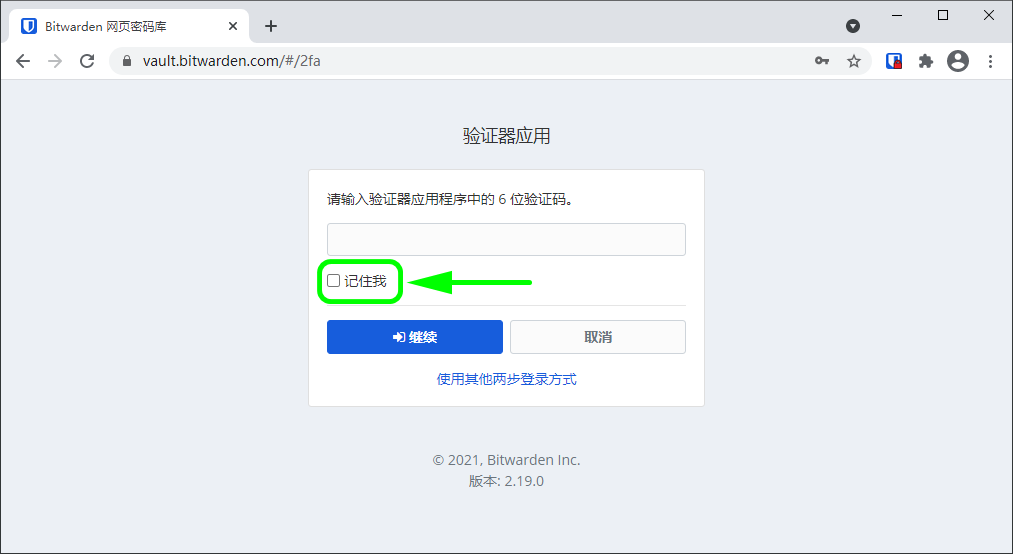 Bitwarden 网页密码库
vault.bitwarden.com/#/2fa
验证器应用
请输入验证器应用程序中的 6 位验证码。
记住我
继续
取消
使用其他两步登录方式
© 2021, Bitwarden Inc.
版本: 2.19.0